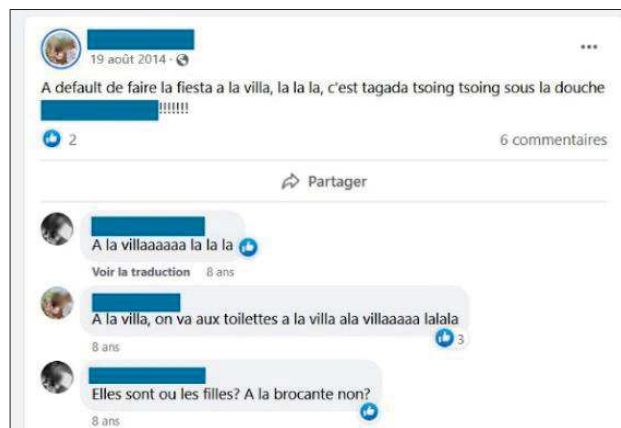 19 août 2014 ·
...
A default de faire la fiesta a la villa, la la la, c'est tagada tsoing tsoing sous la douche
!!!!!!!
2
6 commentaires
Partager
A la villaaaaaa la la la
Voir la traduction 8 ans
A la villa, on va aux toilettes a la villa ala villaaaaa lalala
3
8 ans
Elles sont ou les filles? A la brocante non?
8 ans